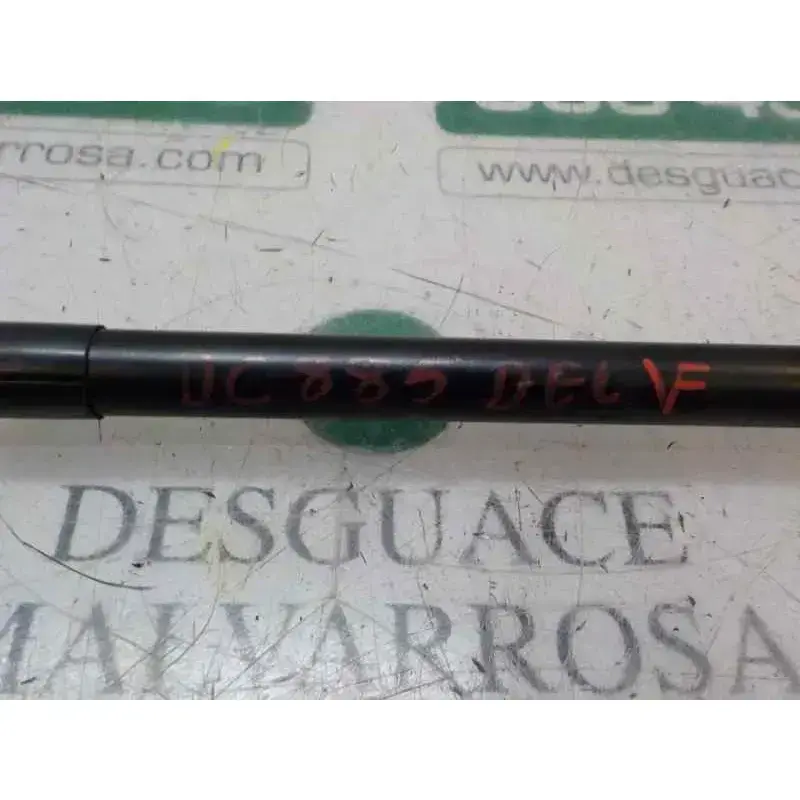 rrosa.com
www.desguac
UC 885 DEL V
DESGUACE
MALVARROSA